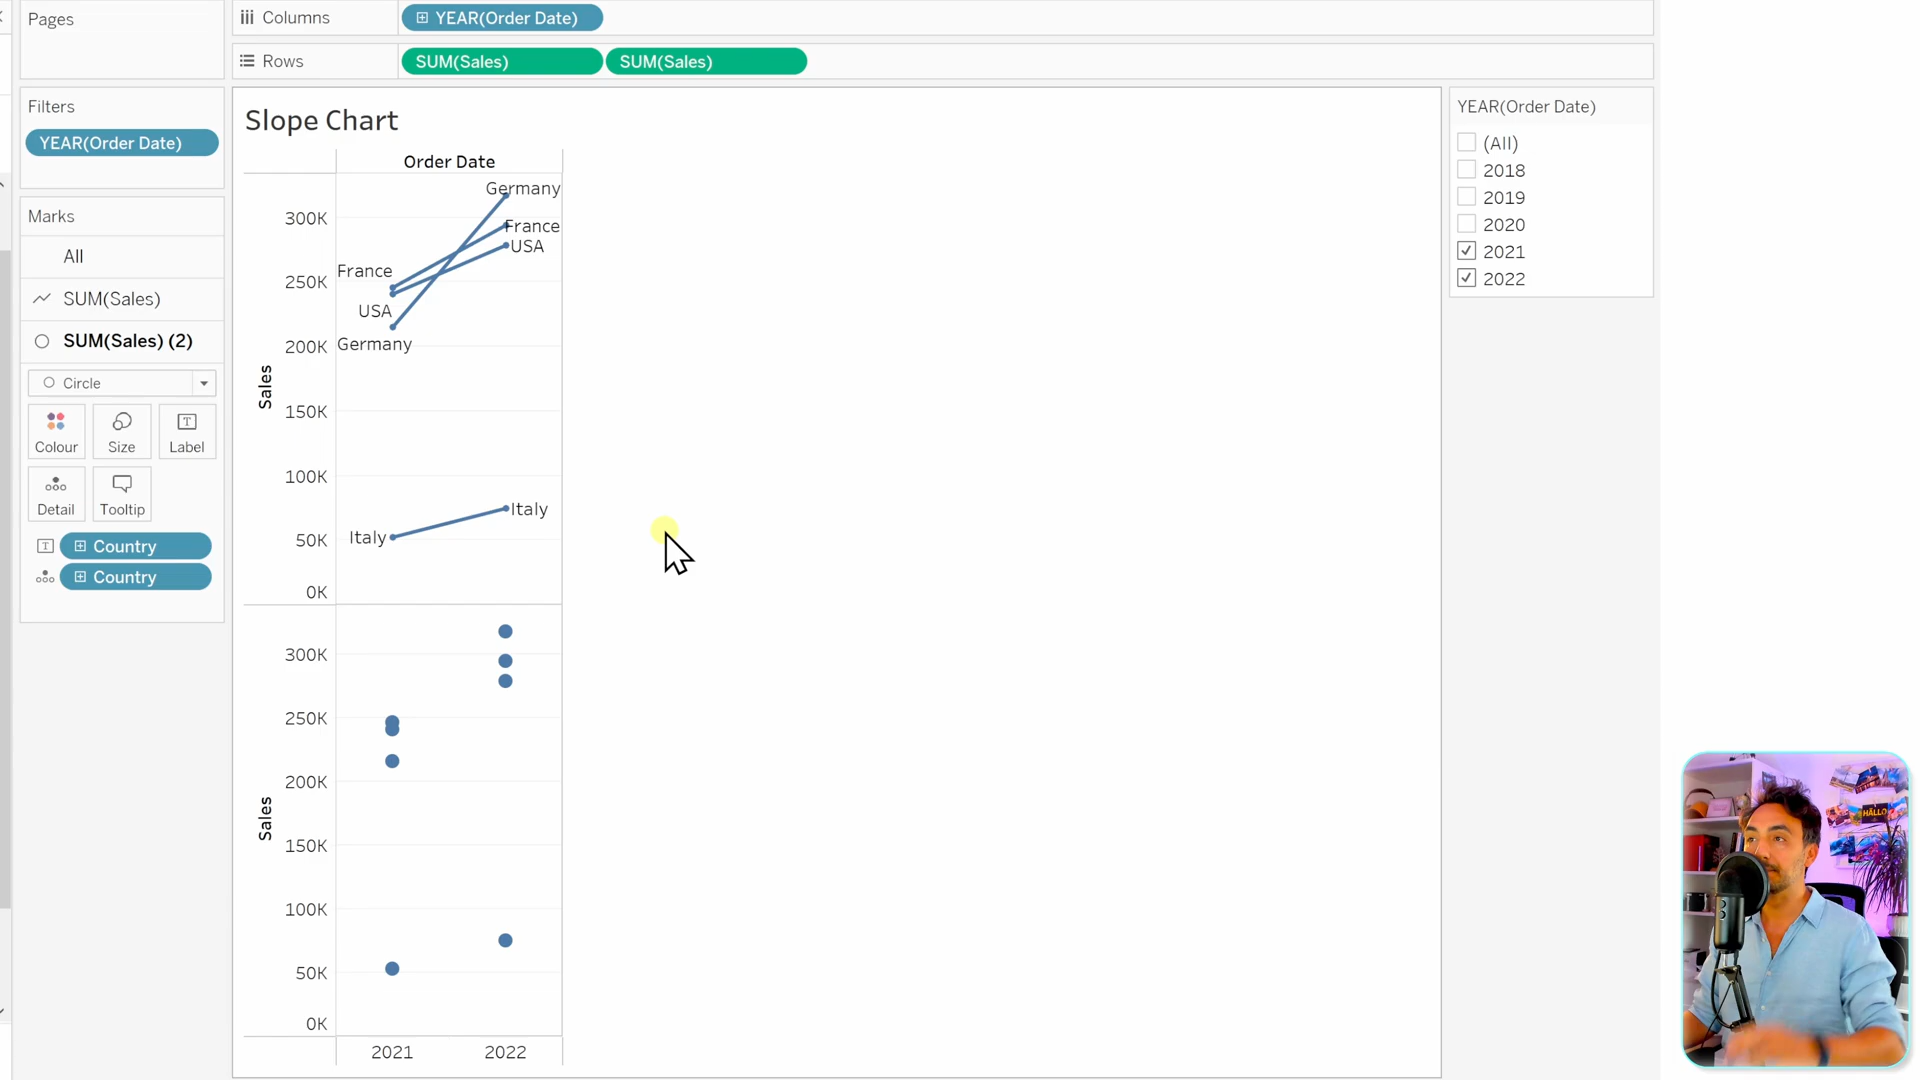 Pages
Columns
YEAR(Order Date)
Rows
SUM(Sales)
SUM(Sales)
Filters
YEAR(Order Date)
Marks
All
SUM(Sales)
SUM(Sales) (2)
Circle
Colour
Size
Label
Detail
Tooltip
Country
Country
Slope Chart
Order Date
Sales
300K
250K
200K
150K
100K
50K
0K
Germany
France
USA
France
USA
Germany
Italy
Italy
Sales
300K
250K
200K
150K
100K
50K
0K
2021
2022
YEAR(Order Date)
(All)
2018
2019
2020
2021
2022
HALLO